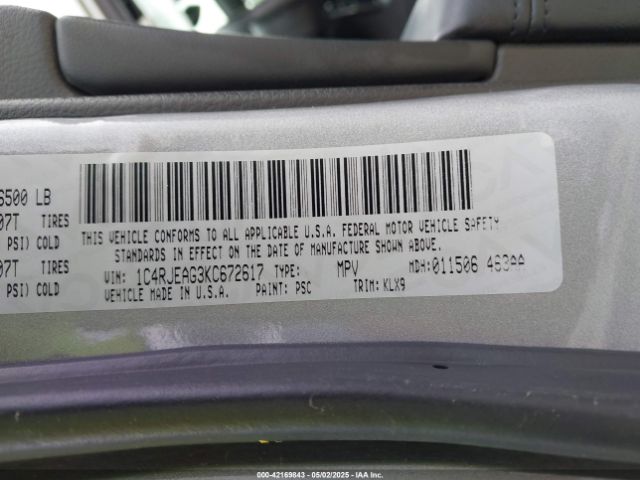 6500 LB
07T TIRES
PSI) COLD
07T TIRES
PSI) COLD
THIS VEHICLE CONFORMS TO ALL APPLICABLE U.S.A. FEDERAL MOTOR VEHICLE SAFETY
STANDARDS IN EFFECT ON THE DATE OF MANUFACTURE SHOWN ABOVE.
VIN: 1C4RJEAG3KC672617 TYPE: MPV MDH: 011506 463AA
VEHICLE MADE IN U.S.A. PAINT: PSC TRIM: KLX9
000-42169843 - 05/02/2025 - IAA Inc.